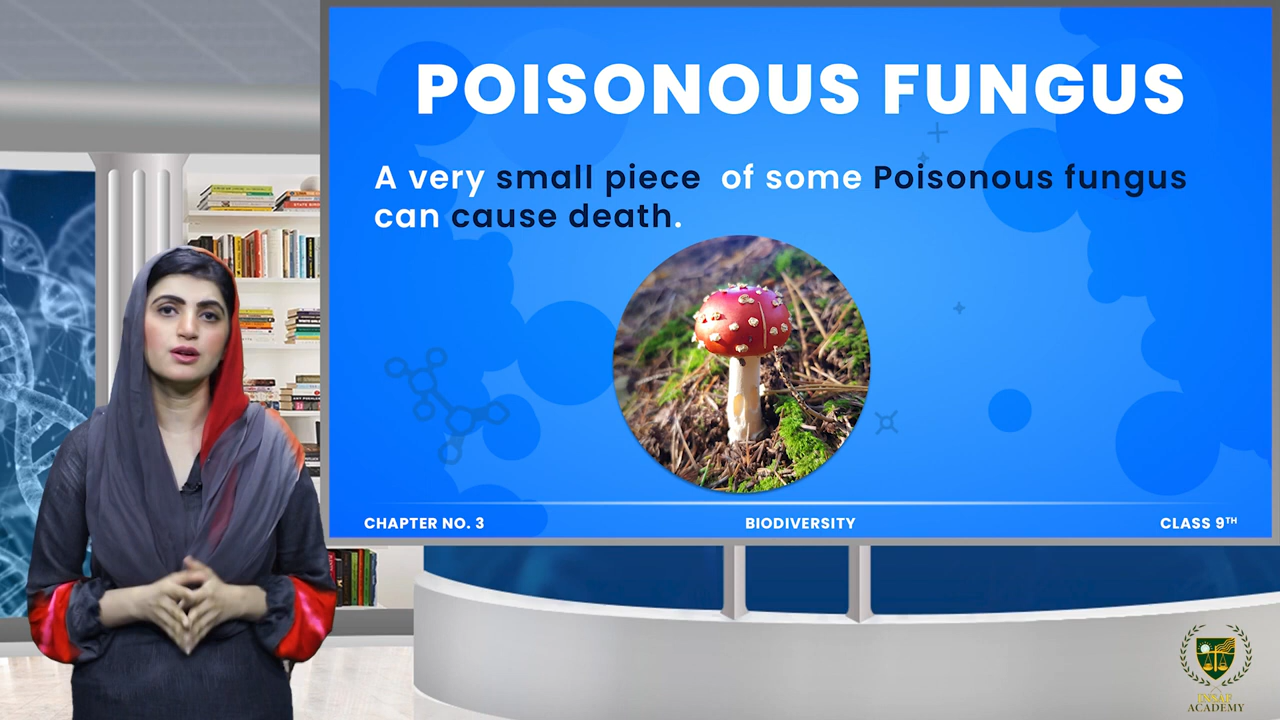 POISONOUS FUNGUS
A very small piece of some Poisonous fungus
can cause death.
CHAPTER NO. 3
BIODIVERSITY
CLASS 9TH
INSAF
ACADEMY